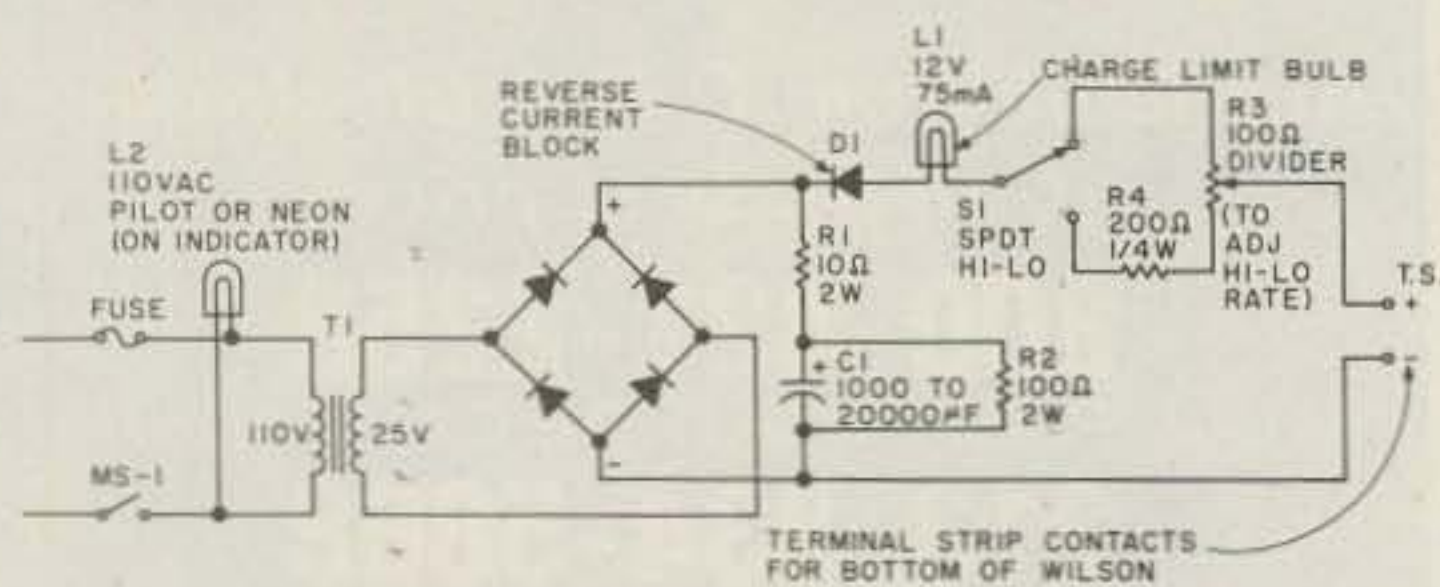 L1
12V
75mA
CHARGE LIMIT BULB
REVERSE
CURRENT
BLOCK
D1
R3
100Ω
DIVIDER
L2
110VAC
PILOT OR NEON
(ON INDICATOR)
S1
SPDT
HI-LO
R4
200Ω
1/4W
(TO
ADJ
HI-LO
RATE)
T.S.
+
-
FUSE
T1
+
R1
10Ω
2W
110V
25V
+ C1
1000 TO
20000µF
R2
100Ω
2W
-
MS-1
TERMINAL STRIP CONTACTS
FOR BOTTOM OF WILSON